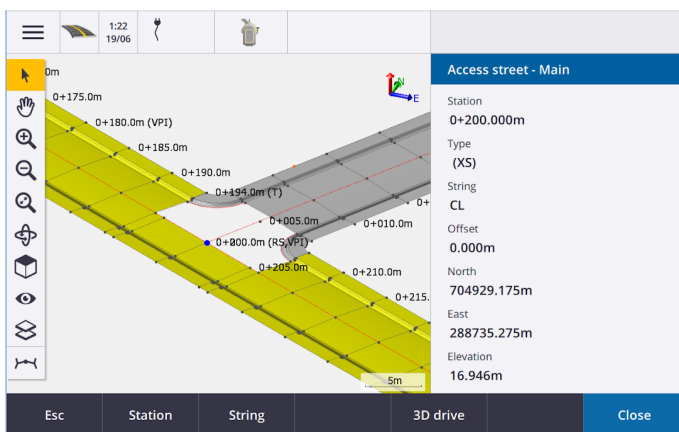 1:22
19/06
Access street - Main
0m
0+175.0m
0+180.0m (VPI)
0+185.0m
0+190.0m
0+194.0m (T)
0+005.0m
0+010.0m
0+
(RS,VPI)
0+205.0m
0+210.0m
0+215.
N
E
5m
Station
0+200.000m
Type
(XS)
String
CL
Offset
0.000m
North
704929.175m
East
288735.275m
Elevation
16.946m
Esc
Station
String
3D drive
Close